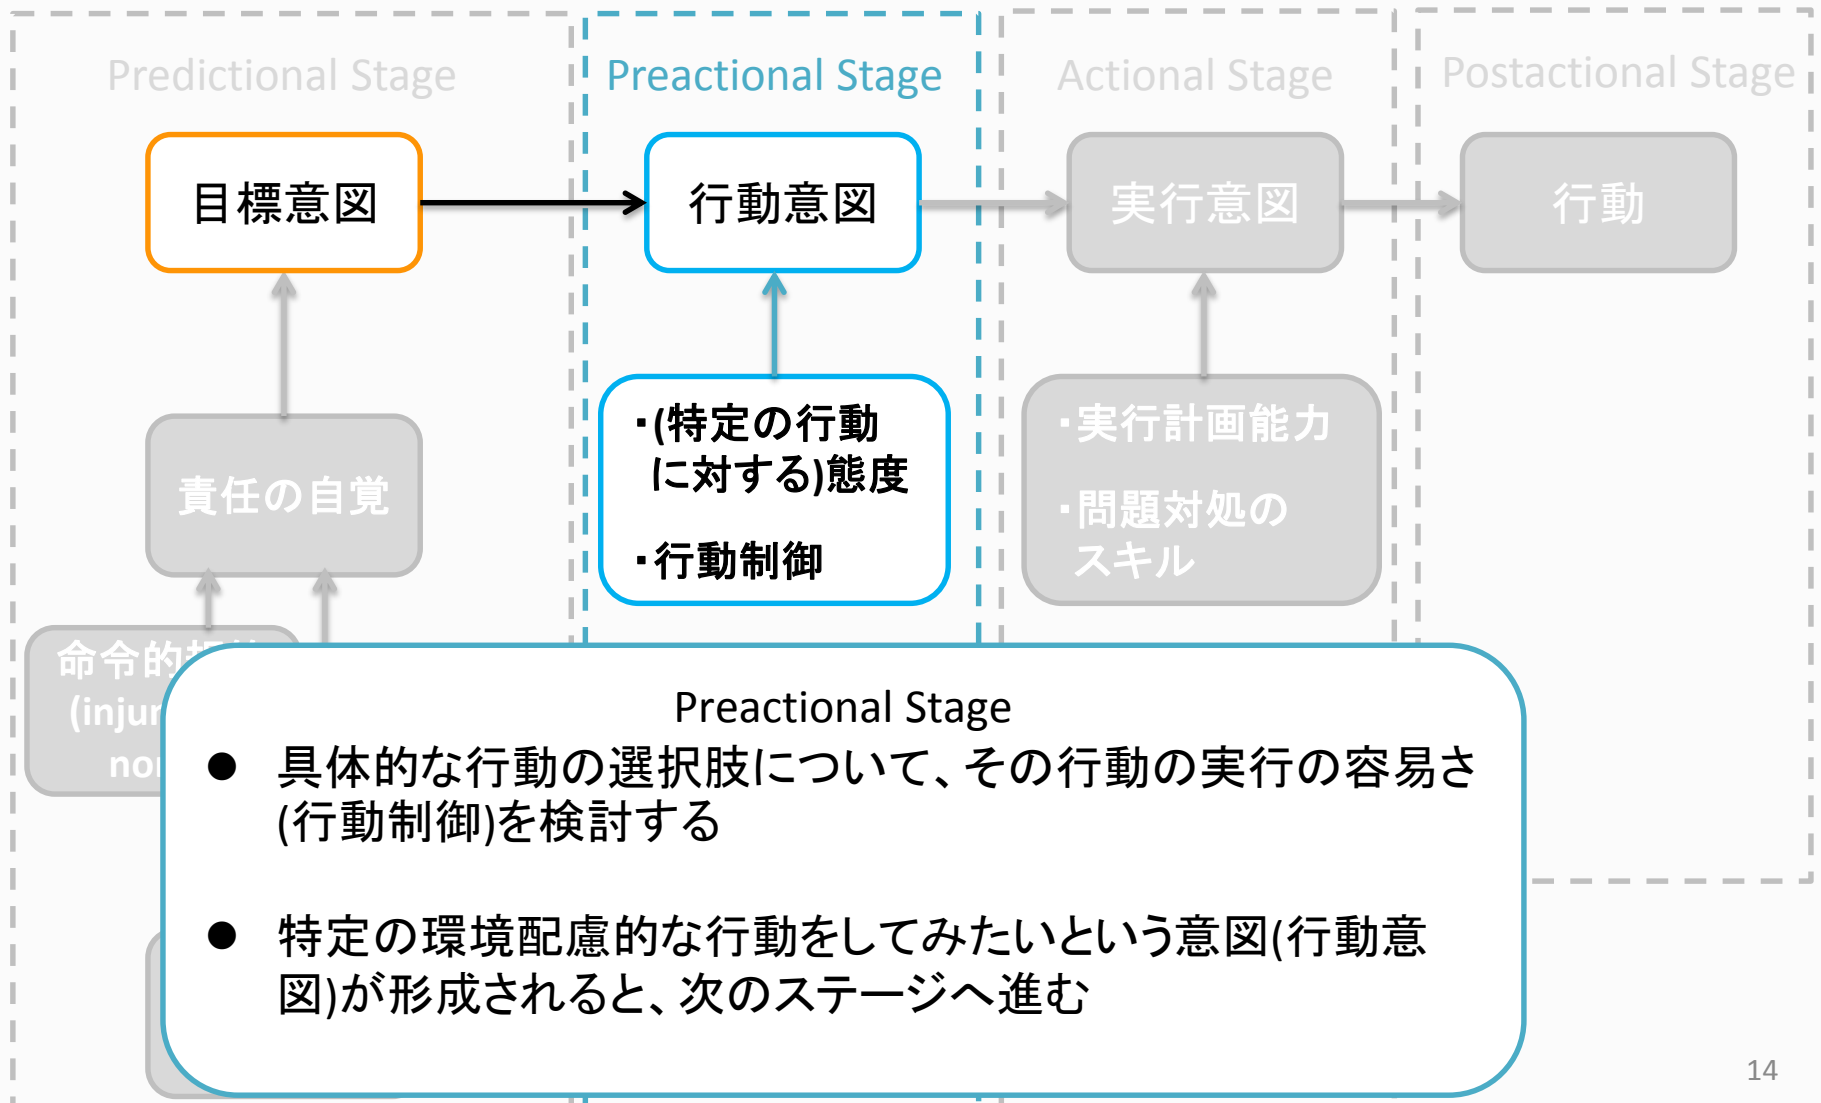 Predictional Stage
Preactional Stage
Actional Stage
Postactional Stage
目標意図
行動意図
実行意図
行動
責任の自覚
・(特定の行動
に対する)態度
・行動制御
・実行計画能力
・問題対処の
スキル
命令的
(injun
nor
Preactional Stage
● 具体的な行動の選択肢について、その行動の実行の容易さ
(行動制御)を検討する
● 特定の環境配慮的な行動をしてみたいという意図(行動意
図)が形成されると、次のステージへ進む
14